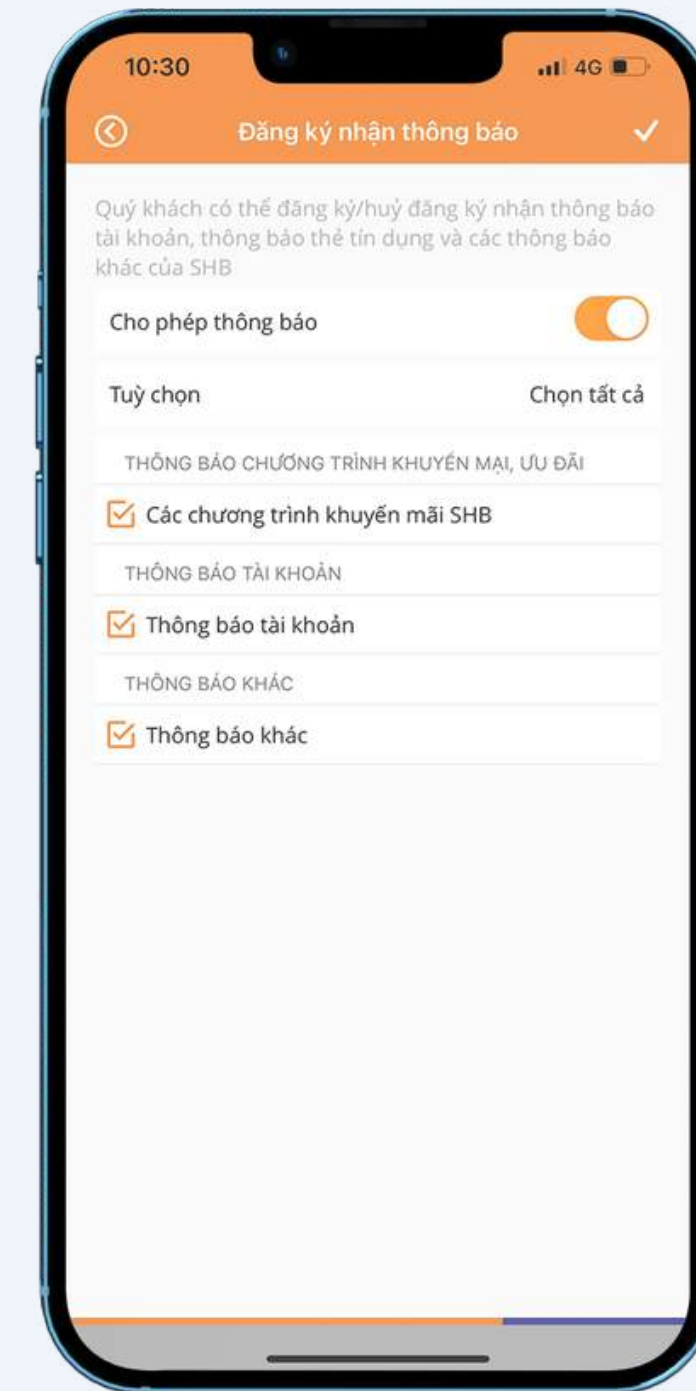 10:30
4G
Đăng ký nhận thông báo
Quý khách có thể đăng ký/huỷ đăng ký nhận thông báo
tài khoản, thông báo thẻ tín dụng và các thông báo
khác của SHB
Cho phép thông báo
Tuỳ chọn Chọn tất cả
THÔNG BÁO CHƯƠNG TRÌNH KHUYẾN MẠI, ƯU ĐÃI
Các chương trình khuyến mãi SHB
THÔNG BÁO TÀI KHOẢN
Thông báo tài khoản
THÔNG BÁO KHÁC
Thông báo khác